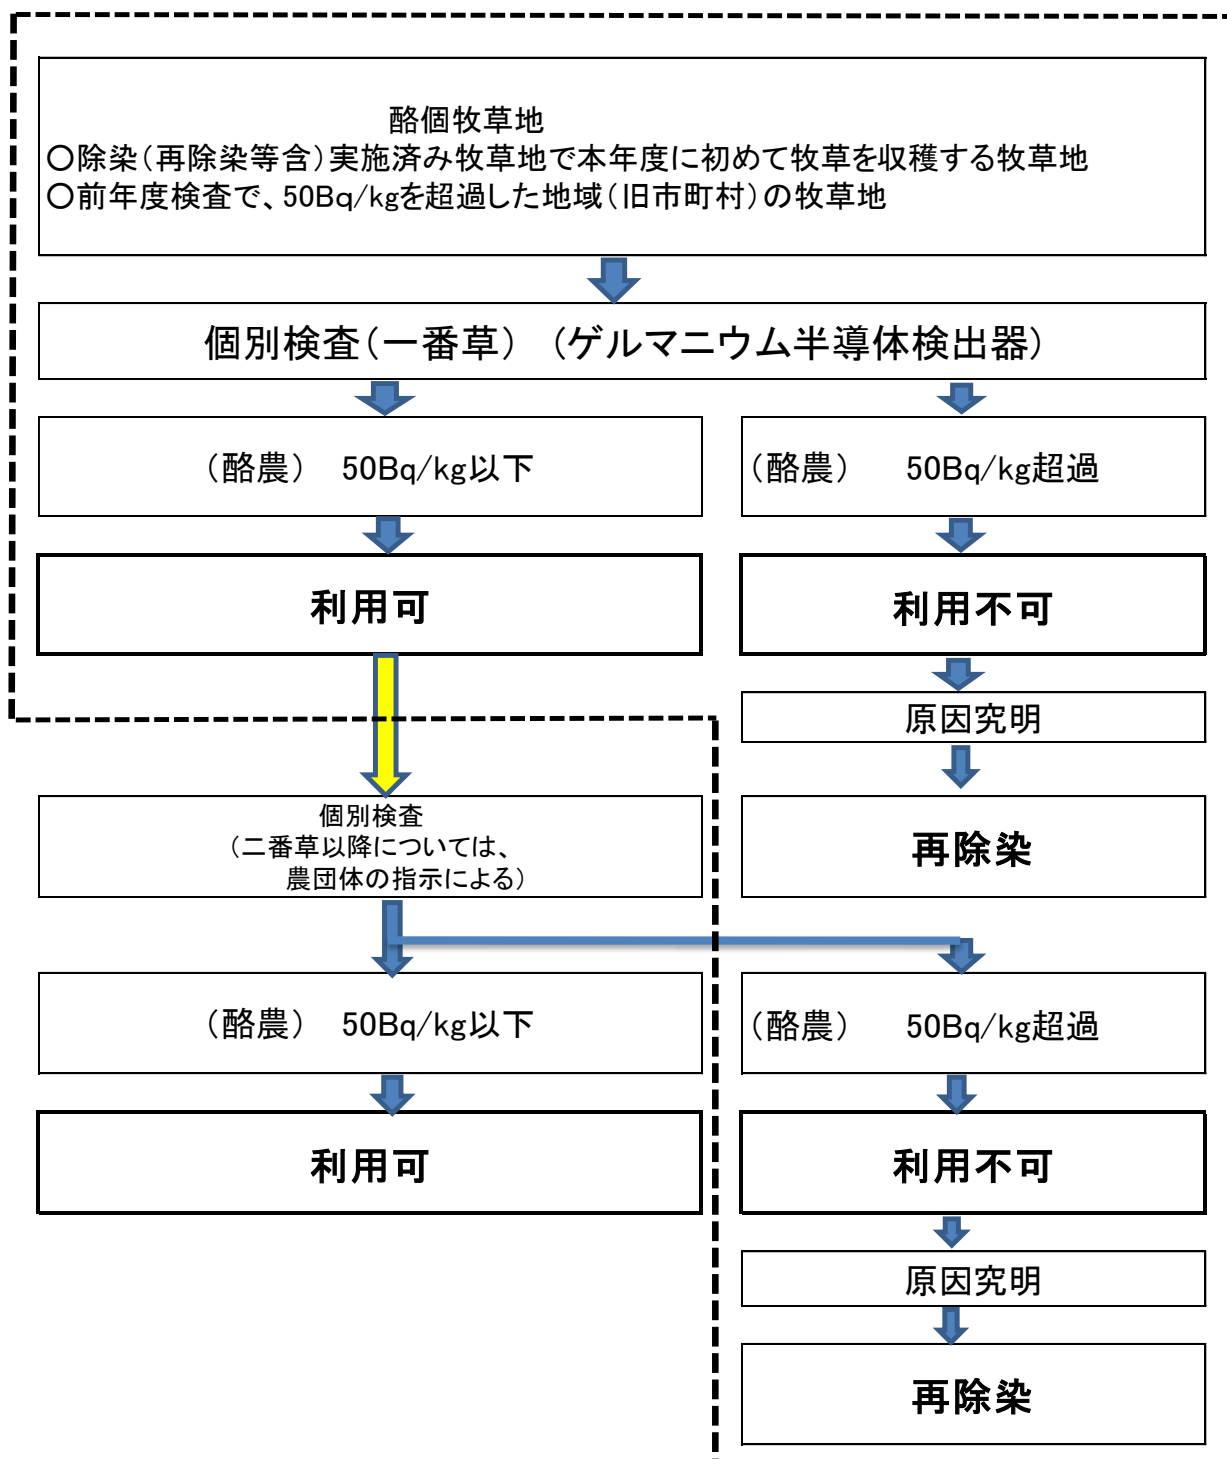 酪個牧草地
○除染（再除染等含）実施済み牧草地で本年度に初めて牧草を収穫する牧草地
○前年度検査で、50Bq/kgを超過した地域（旧市町村）の牧草地
個別検査（一番草）　（ゲルマニウム半導体検出器）
（酪農）　50Bq/kg以下
（酪農）　50Bq/kg超過
利用可
利用不可
原因究明
再除染
個別検査
（二番草以降については、
農団体の指示による）
（酪農）　50Bq/kg以下
（酪農）　50Bq/kg超過
利用可
利用不可
原因究明
再除染